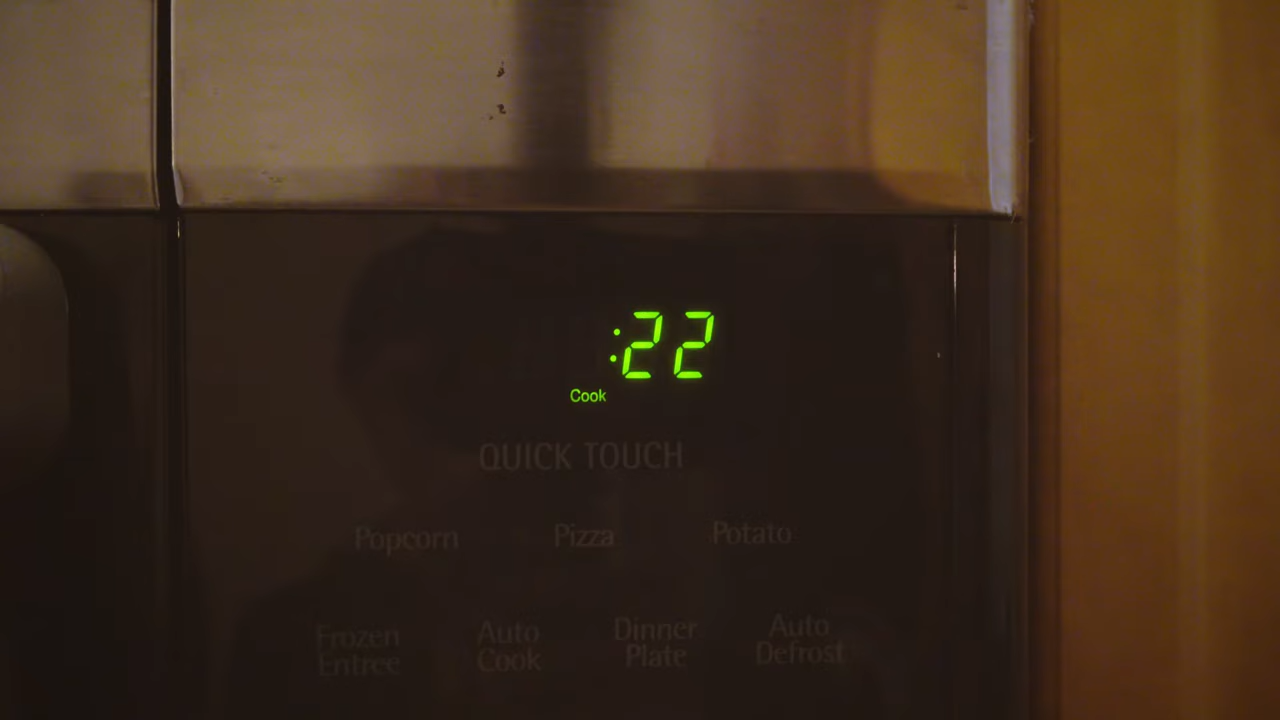 :22
Cook
QUICK TOUCH
Popcorn Pizza Potato
Frozen Auto Dinner Auto
Entree Cook Plate Defrost